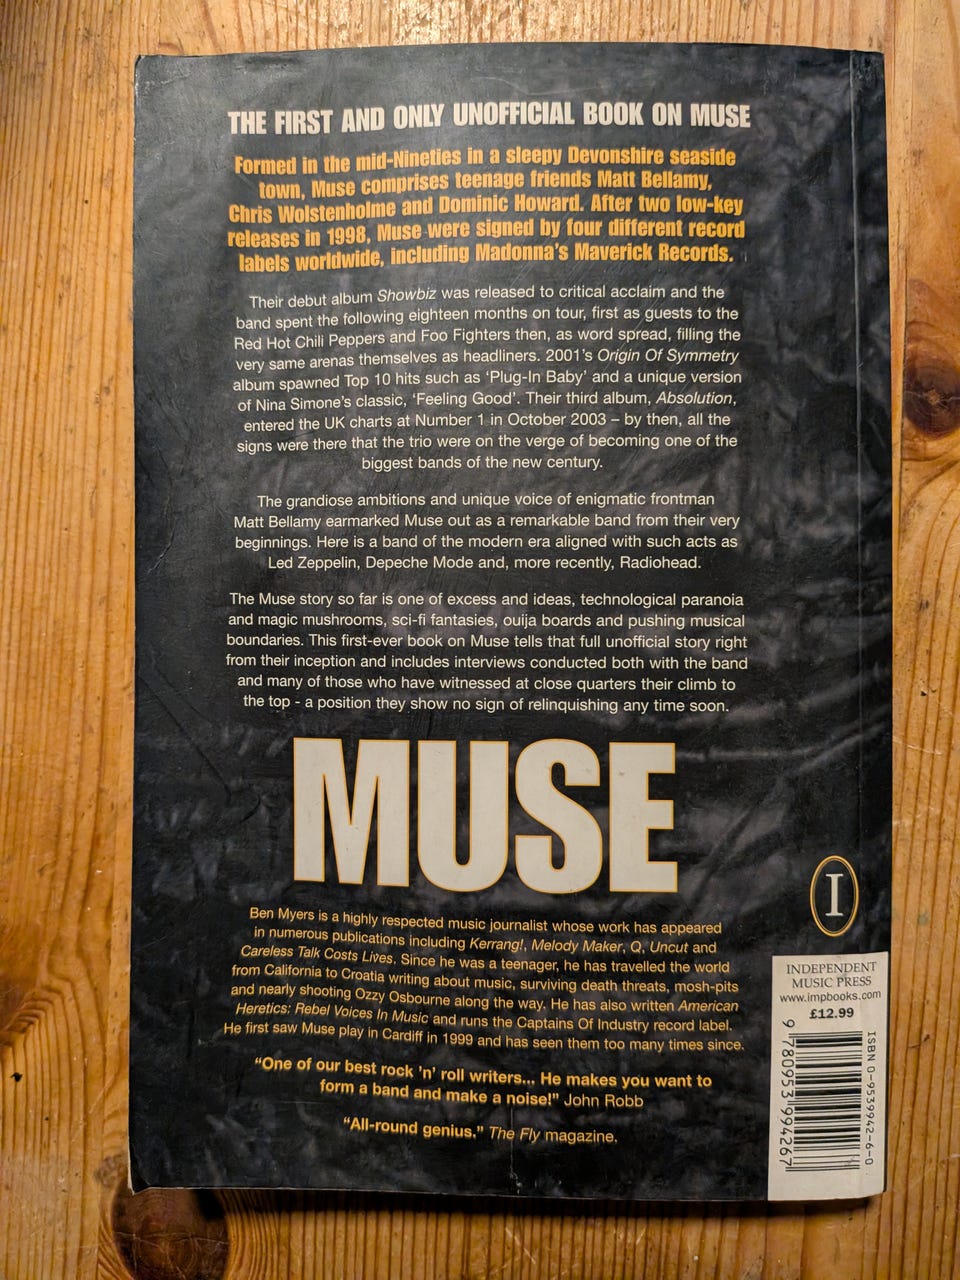 THE FIRST AND ONLY UNOFFICIAL BOOK ON MUSE
Formed in the mid-Nineties in a sleepy Devonshire seaside
town, Muse comprises teenage friends Matt Bellamy,
Chris Wolstenholme and Dominic Howard. After two low-key
releases in 1998, Muse were signed by four different record
labels worldwide, including Madonna's Maverick Records.
Their debut album Showbiz was released to critical acclaim and the
band spent the following eighteen months on tour, first as guests to the
Red Hot Chili Peppers and Foo Fighters then, as word spread, filling the
very same arenas themselves as headliners. 2001's Origin Of Symmetry
album spawned Top 10 hits such as 'Plug-In Baby' and a unique version
of Nina Simone's classic, 'Feeling Good'. Their third album, Absolution,
entered the UK charts at Number 1 in October 2003 – by then, all the
signs were there that the trio were on the verge of becoming one of the
biggest bands of the new century.
The grandiose ambitions and unique voice of enigmatic frontman
Matt Bellamy earmarked Muse out as a remarkable band from their very
beginnings. Here is a band of the modern era aligned with such acts as
Led Zeppelin, Depeche Mode and, more recently, Radiohead.
The Muse story so far is one of excess and ideas, technological paranoia
and magic mushrooms, sci-fi fantasies, ouija boards and pushing musical
boundaries. This first-ever book on Muse tells that full unofficial story right
from their inception and includes interviews conducted both with the band
and many of those who have witnessed at close quarters their climb to
the top - a position they show no sign of relinquishing any time soon.
MUSE
Ben Myers is a highly respected music journalist whose work has appeared
in numerous publications including Kerrang!, Melody Maker, Q, Uncut and
Careless Talk Costs Lives. Since he was a teenager, he has travelled the world
from California to Croatia writing about music, surviving death threats, mosh-pits
and nearly shooting Ozzy Osbourne along the way. He has also written American
Heretics: Rebel Voices In Music and runs the Captains Of Industry record label.
He first saw Muse play in Cardiff in 1999 and has seen them too many times since.
"One of our best rock 'n' roll writers... He makes you want to
form a band and make a noise!" John Robb
"All-round genius." The Fly magazine.
I
INDEPENDENT
MUSIC PRESS
www.impbooks.com
£12.99
ISBN 0-9539942-6-0
9 780953 994267